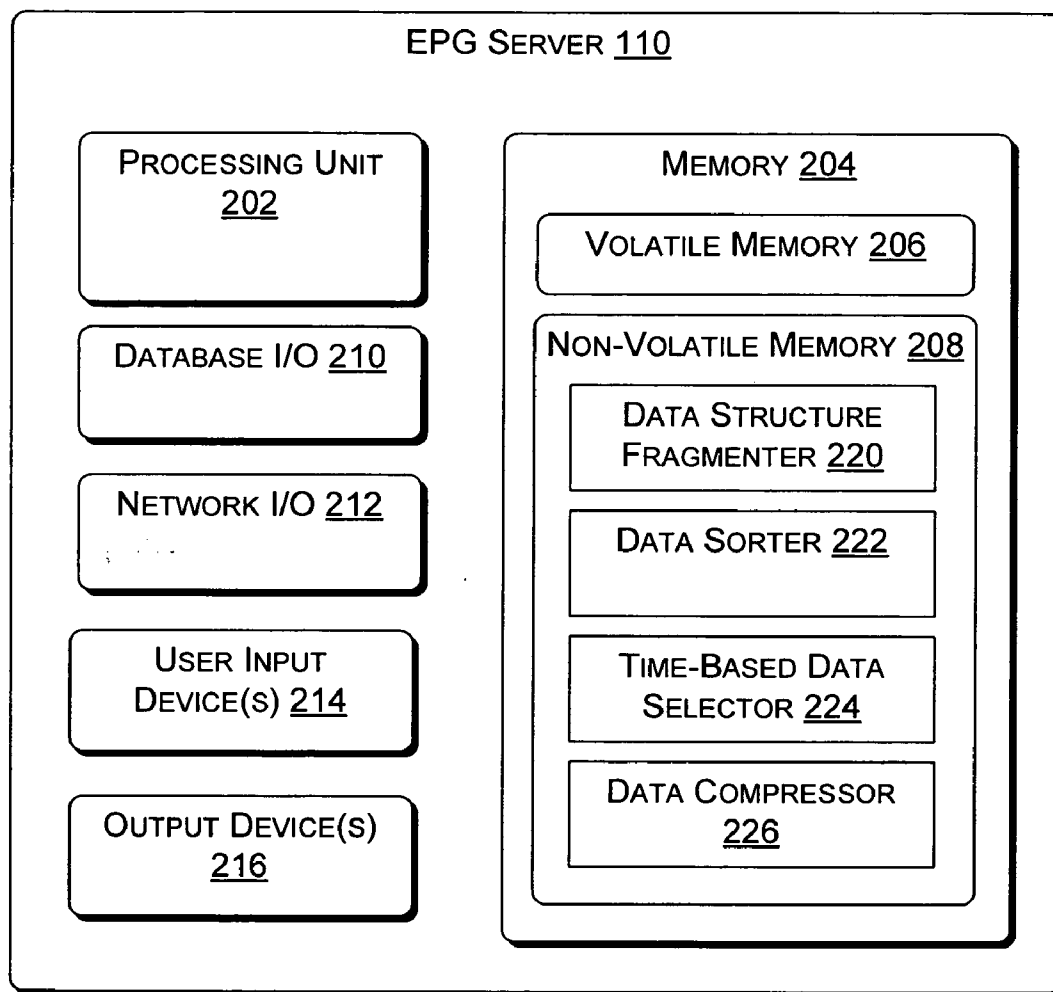 EPG SERVER 110
PROCESSING UNIT
202
DATABASE I/O 210
NETWORK I/O 212
USER INPUT
DEVICE(S) 214
OUTPUT DEVICE(S)
216
MEMORY 204
VOLATILE MEMORY 206
NON-VOLATILE MEMORY 208
DATA STRUCTURE
FRAGMENTER 220
DATA SORTER 222
TIME-BASED DATA
SELECTOR 224
DATA COMPRESSOR
226